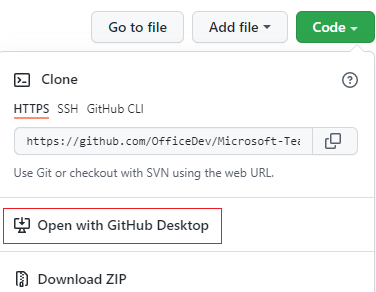 Go to file Add file Code
Clone
HTTPS SSH GitHub CLI
https://github.com/OfficeDev/Microsoft-Tea
Use Git or checkout with SVN using the web URL.
Open with GitHub Desktop
Download ZIP